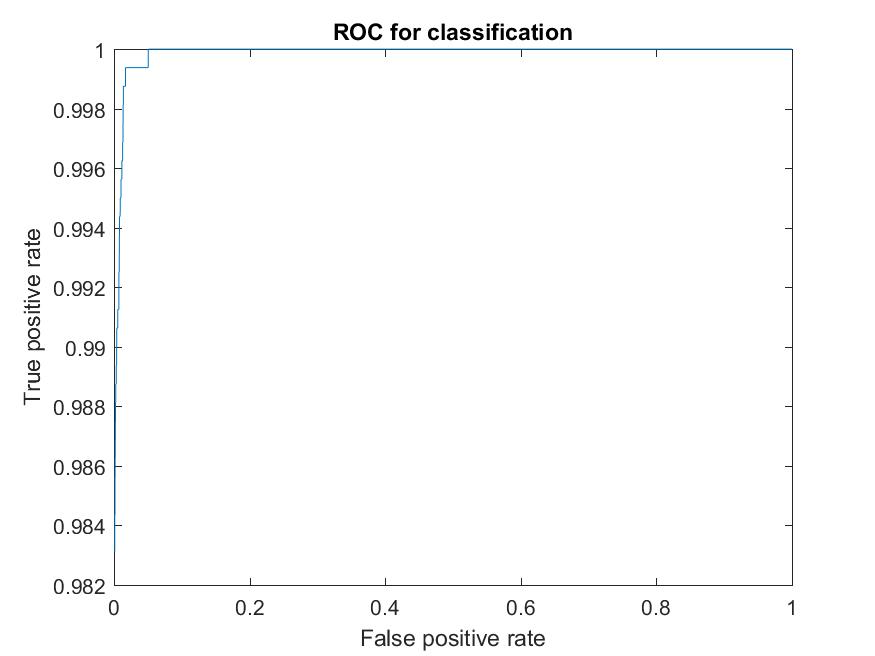 ROC for classification
1
0.998
0.996
0.994
0.992
0.99
0.988
0.986
0.984
0.982
True positive rate
0 0.2 0.4 0.6 0.8 1
False positive rate